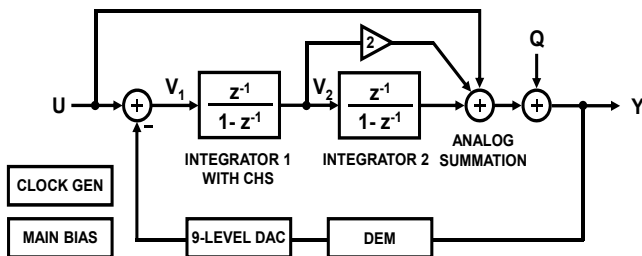 2
Q
V1
V2
U
+
z-1
1- z-1
z-1
1- z-1
+
+
Y
-
INTEGRATOR 1
WITH CHS
INTEGRATOR 2
ANALOG
SUMMATION
CLOCK GEN
MAIN BIAS
9-LEVEL DAC
DEM